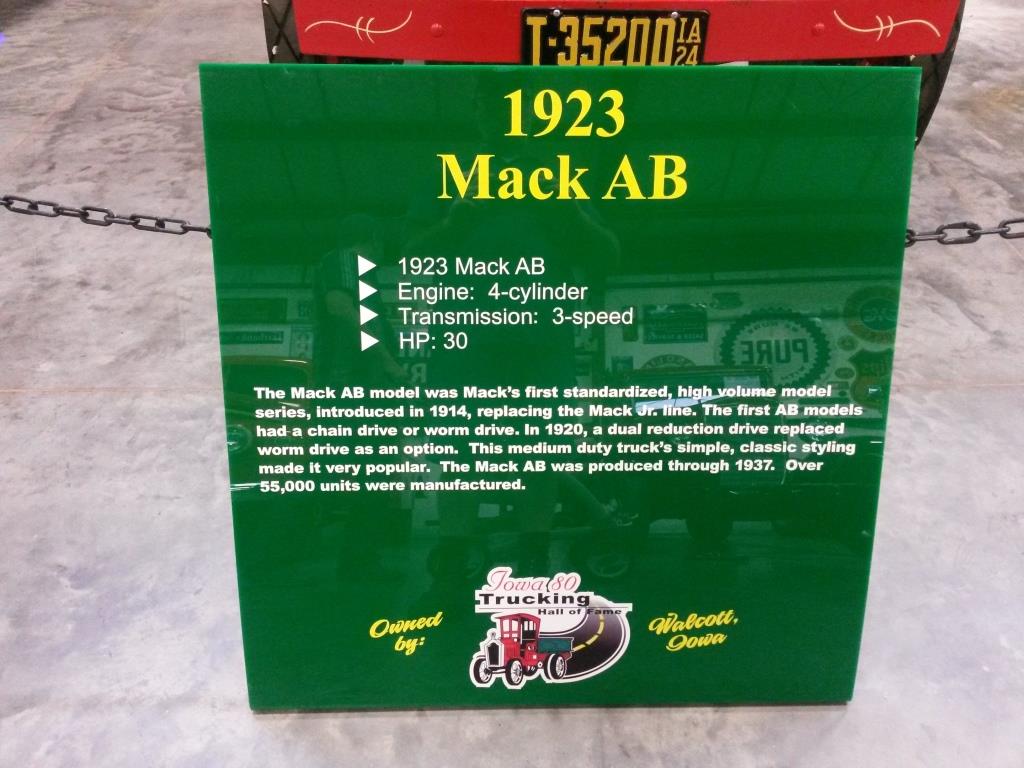 T-35200 IA
24
1923
Mack AB
1923 Mack AB
Engine: 4-cylinder
Transmission: 3-speed
HP: 30
The Mack AB model was Mack's first standardized, high volume model
series, introduced in 1914, replacing the Mack Jr. line. The first AB models
had a chain drive or worm drive. In 1920, a dual reduction drive replaced
worm drive as an option. This medium duty truck's simple, classic styling
made it very popular. The Mack AB was produced through 1937. Over
55,000 units were manufactured.
Iowa 80
Trucking
Hall of Fame
Owned
by:
Walcott,
Iowa
PURE